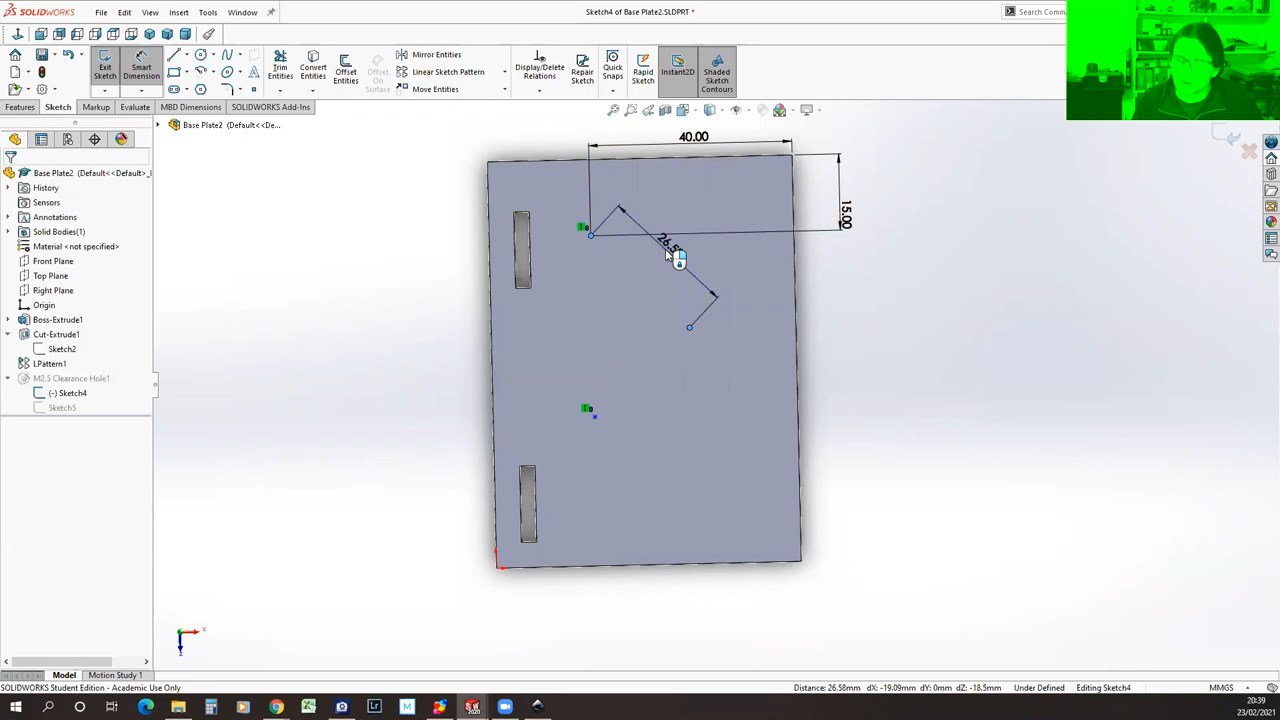 SOLIDWORKS
File
Edit
View
Insert
Tools
Window
Sketch4 of Base Plate2.SLDPRT *
Search Comm
Exit Sketch
Smart Dimension
Trim Entities
Convert Entities
Offset Entities
Offset On Surface
Mirror Entities
Linear Sketch Pattern
Move Entities
Display/Delete Relations
Repair Sketch
Quick Snaps
Rapid Sketch
Instant2D
Shaded Sketch Contours
Features
Sketch
Markup
Evaluate
MBD Dimensions
SOLIDWORKS Add-Ins
Base Plate2 (Default<<De...
Base Plate2 (Default<<Default>_
History
Sensors
Annotations
Solid Bodies(1)
Material <not specified>
Front Plane
Top Plane
Right Plane
Origin
Boss-Extrude1
Cut-Extrude1
Sketch2
LPattern1
M2.5 Clearance Hole1
(-) Sketch4
Sketch5
40.00
15.00
26.5
x
z
Model
Motion Study 1
SOLIDWORKS Student Edition - Academic Use Only
Distance: 26.58mm dX: -19.09mm dY: 0mm dZ: -18.5mm
Under Defined
Editing Sketch4
MMGS
20:39
23/02/2021